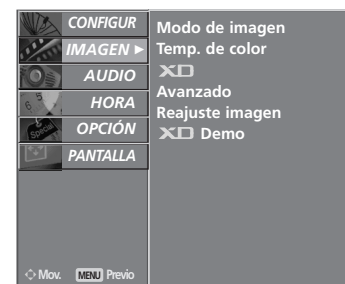 CONFIGUR
IMAGEN ►
AUDIO
HORA
OPCIÓN
PANTALLA
Mov. MENU Previo
Modo de imagen
Temp. de color
XD
Avanzado
Reajuste imagen
XD Demo